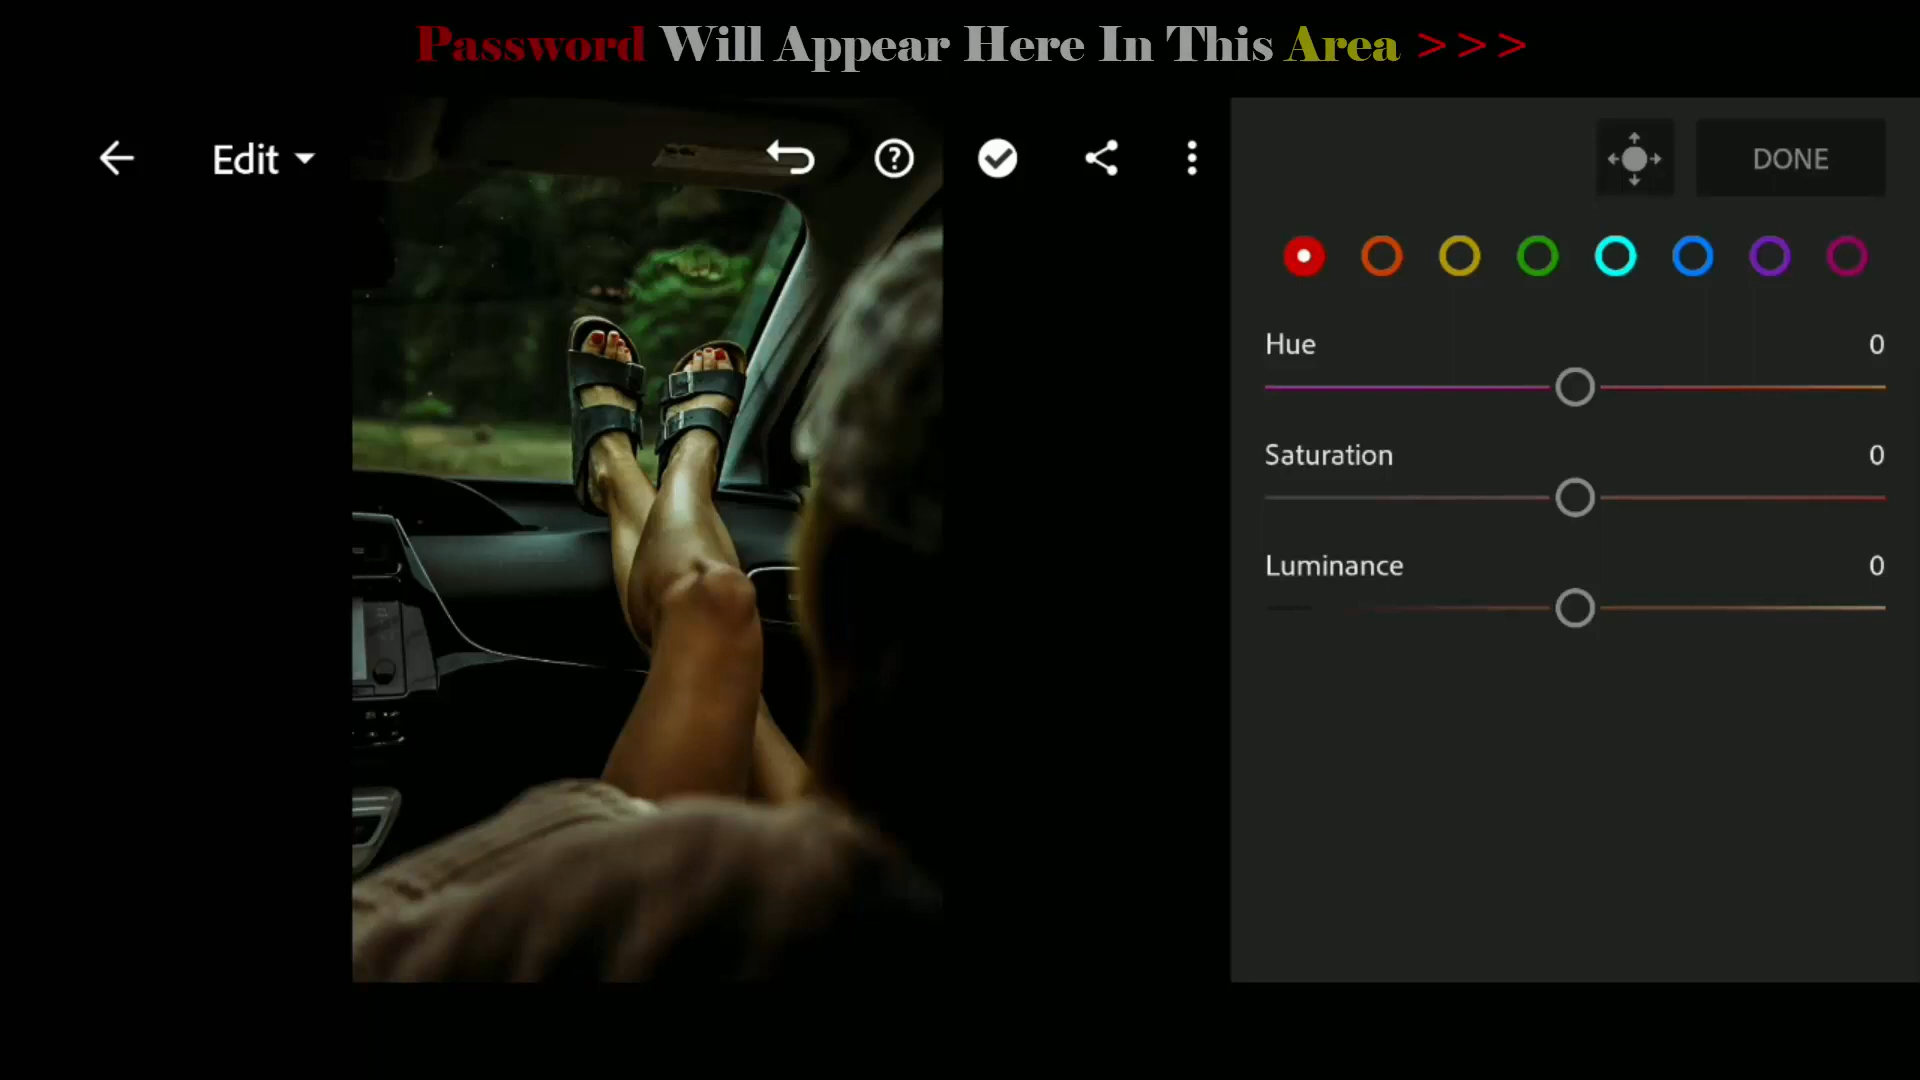 Password Will Appear Here In This Area >>>
Edit
DONE
Hue 0
Saturation 0
Luminance 0